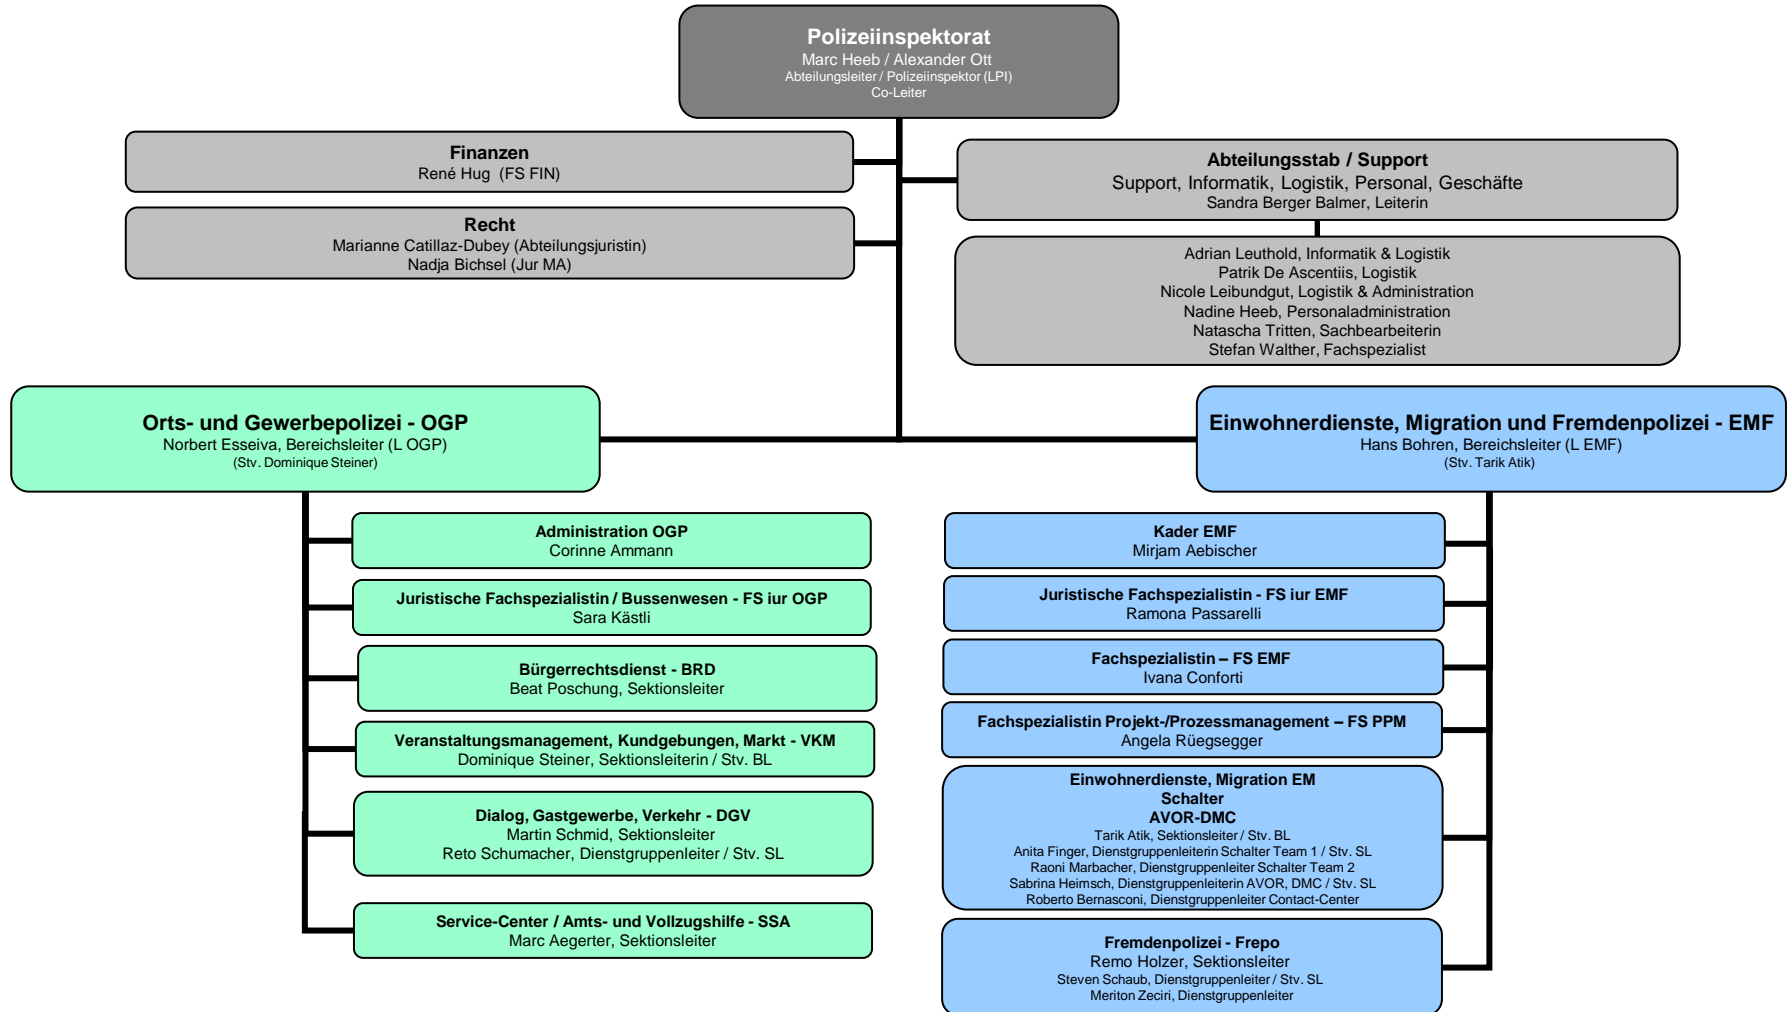 Polizeiinspektorat
Marc Heeb / Alexander Ott
Abteilungsleiter / Polizeiinspektor (LPI)
Co-Leiter
Finanzen
René Hug (FS FIN)
Recht
Marianne Catillaz-Dubey (Abteilungsjuristin)
Nadja Bichsel (Jur MA)
Abteilungsstab / Support
Support, Informatik, Logistik, Personal, Geschäfte
Sandra Berger Balmer, Leiterin
Adrian Leuthold, Informatik & Logistik
Patrik De Ascentiis, Logistik
Nicole Leibundgut, Logistik & Administration
Nadine Heeb, Personaladministration
Natascha Tritten, Sachbearbeiterin
Stefan Walther, Fachspezialist
Orts- und Gewerbepolizei - OGP
Norbert Esseiva, Bereichsleiter (L OGP)
(Stv. Dominique Steiner)
Administration OGP
Corinne Ammann
Juristische Fachspezialistin / Bussenwesen - FS iur OGP
Sara Kästli
Bürgerrechtsdienst - BRD
Beat Poschung, Sektionsleiter
Veranstaltungsmanagement, Kundgebungen, Markt - VKM
Dominique Steiner, Sektionsleiterin / Stv. BL
Dialog, Gastgewerbe, Verkehr - DGV
Martin Schmid, Sektionsleiter
Reto Schumacher, Dienstgruppenleiter / Stv. SL
Service-Center / Amts- und Vollzugshilfe - SSA
Marc Aegerter, Sektionsleiter
Einwohnerdienste, Migration und Fremdenpolizei - EMF
Hans Bohren, Bereichsleiter (L EMF)
(Stv. Tarik Atik)
Kader EMF
Mirjam Aebischer
Juristische Fachspezialistin - FS iur EMF
Ramona Passarelli
Fachspezialistin – FS EMF
Ivana Conforti
Fachspezialistin Projekt-/Prozessmanagement – FS PPM
Angela Rüegsegger
Einwohnerdienste, Migration EM
Schalter
AVOR-DMC
Tarik Atik, Sektionsleiter / Stv. BL
Anita Finger, Dienstgruppenleiterin Schalter Team 1 / Stv. SL
Raoni Marbacher, Dienstgruppenleiter Schalter Team 2
Sabrina Heimsch, Dienstgruppenleiterin AVOR, DMC / Stv. SL
Roberto Bernasconi, Dienstgruppenleiter Contact-Center
Fremdenpolizei - Frepo
Remo Holzer, Sektionsleiter
Steven Schaub, Dienstgruppenleiter / Stv. SL
Meriton Zeciri, Dienstgruppenleiter